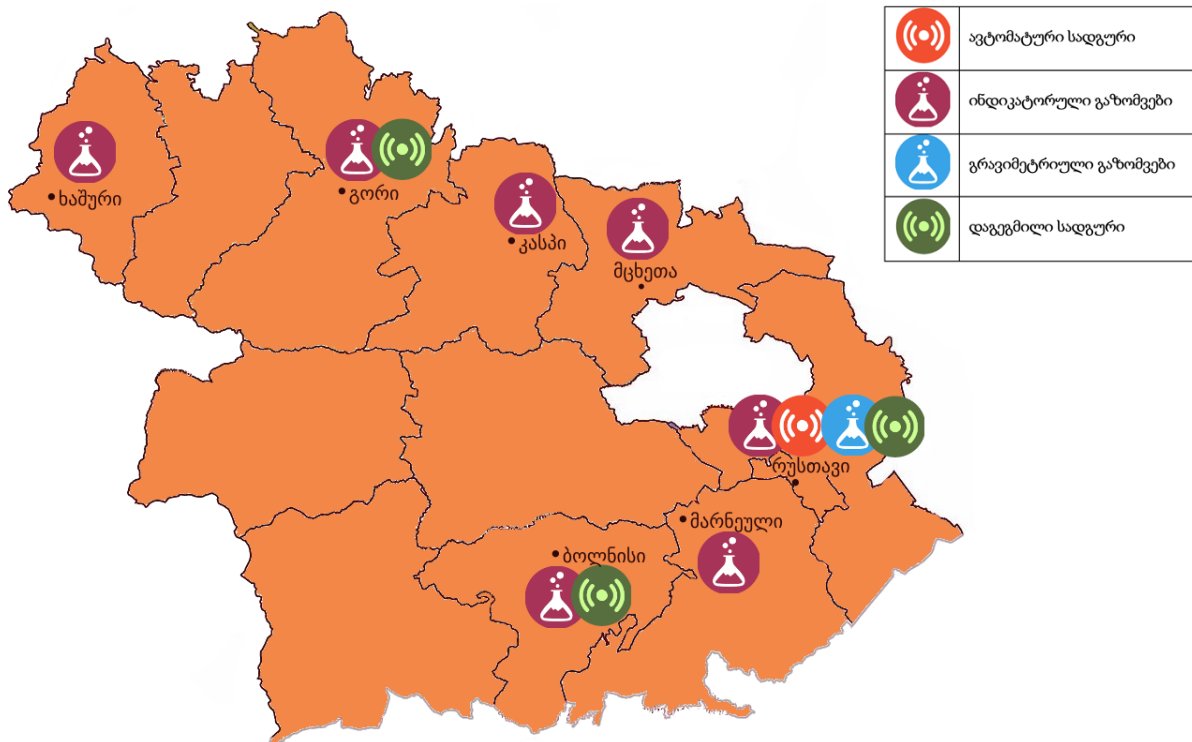 ავტომატური სადგური
ინდიკატორული გაზომვები
გრავიმეტრიული გაზომვები
დაგეგმილი სადგური
ხაშური
გორი
კასპი
მცხეთა
რუსთავი
მარნეული
ბოლნისი